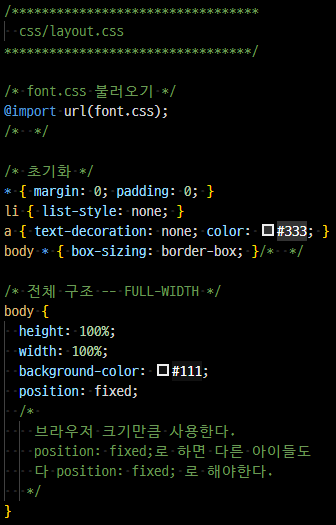 /*********************************
css/layout.css
*********************************/
/* font.css 불러오기 */
@import url(font.css);
/* */
/* 초기화 */
* { margin: 0; padding: 0; }
li { list-style: none; }
a { text-decoration: none; color: #333; }
body * { box-sizing: border-box; }/* */
/* 전체 구조 -- FULL-WIDTH */
body {
height: 100%;
width: 100%;
background-color: #111;
position: fixed;
/*
브라우저 크기만큼 사용한다.
position: fixed;로 하면 다른 아이들도
다 position: fixed; 로 해야한다.
*/
}